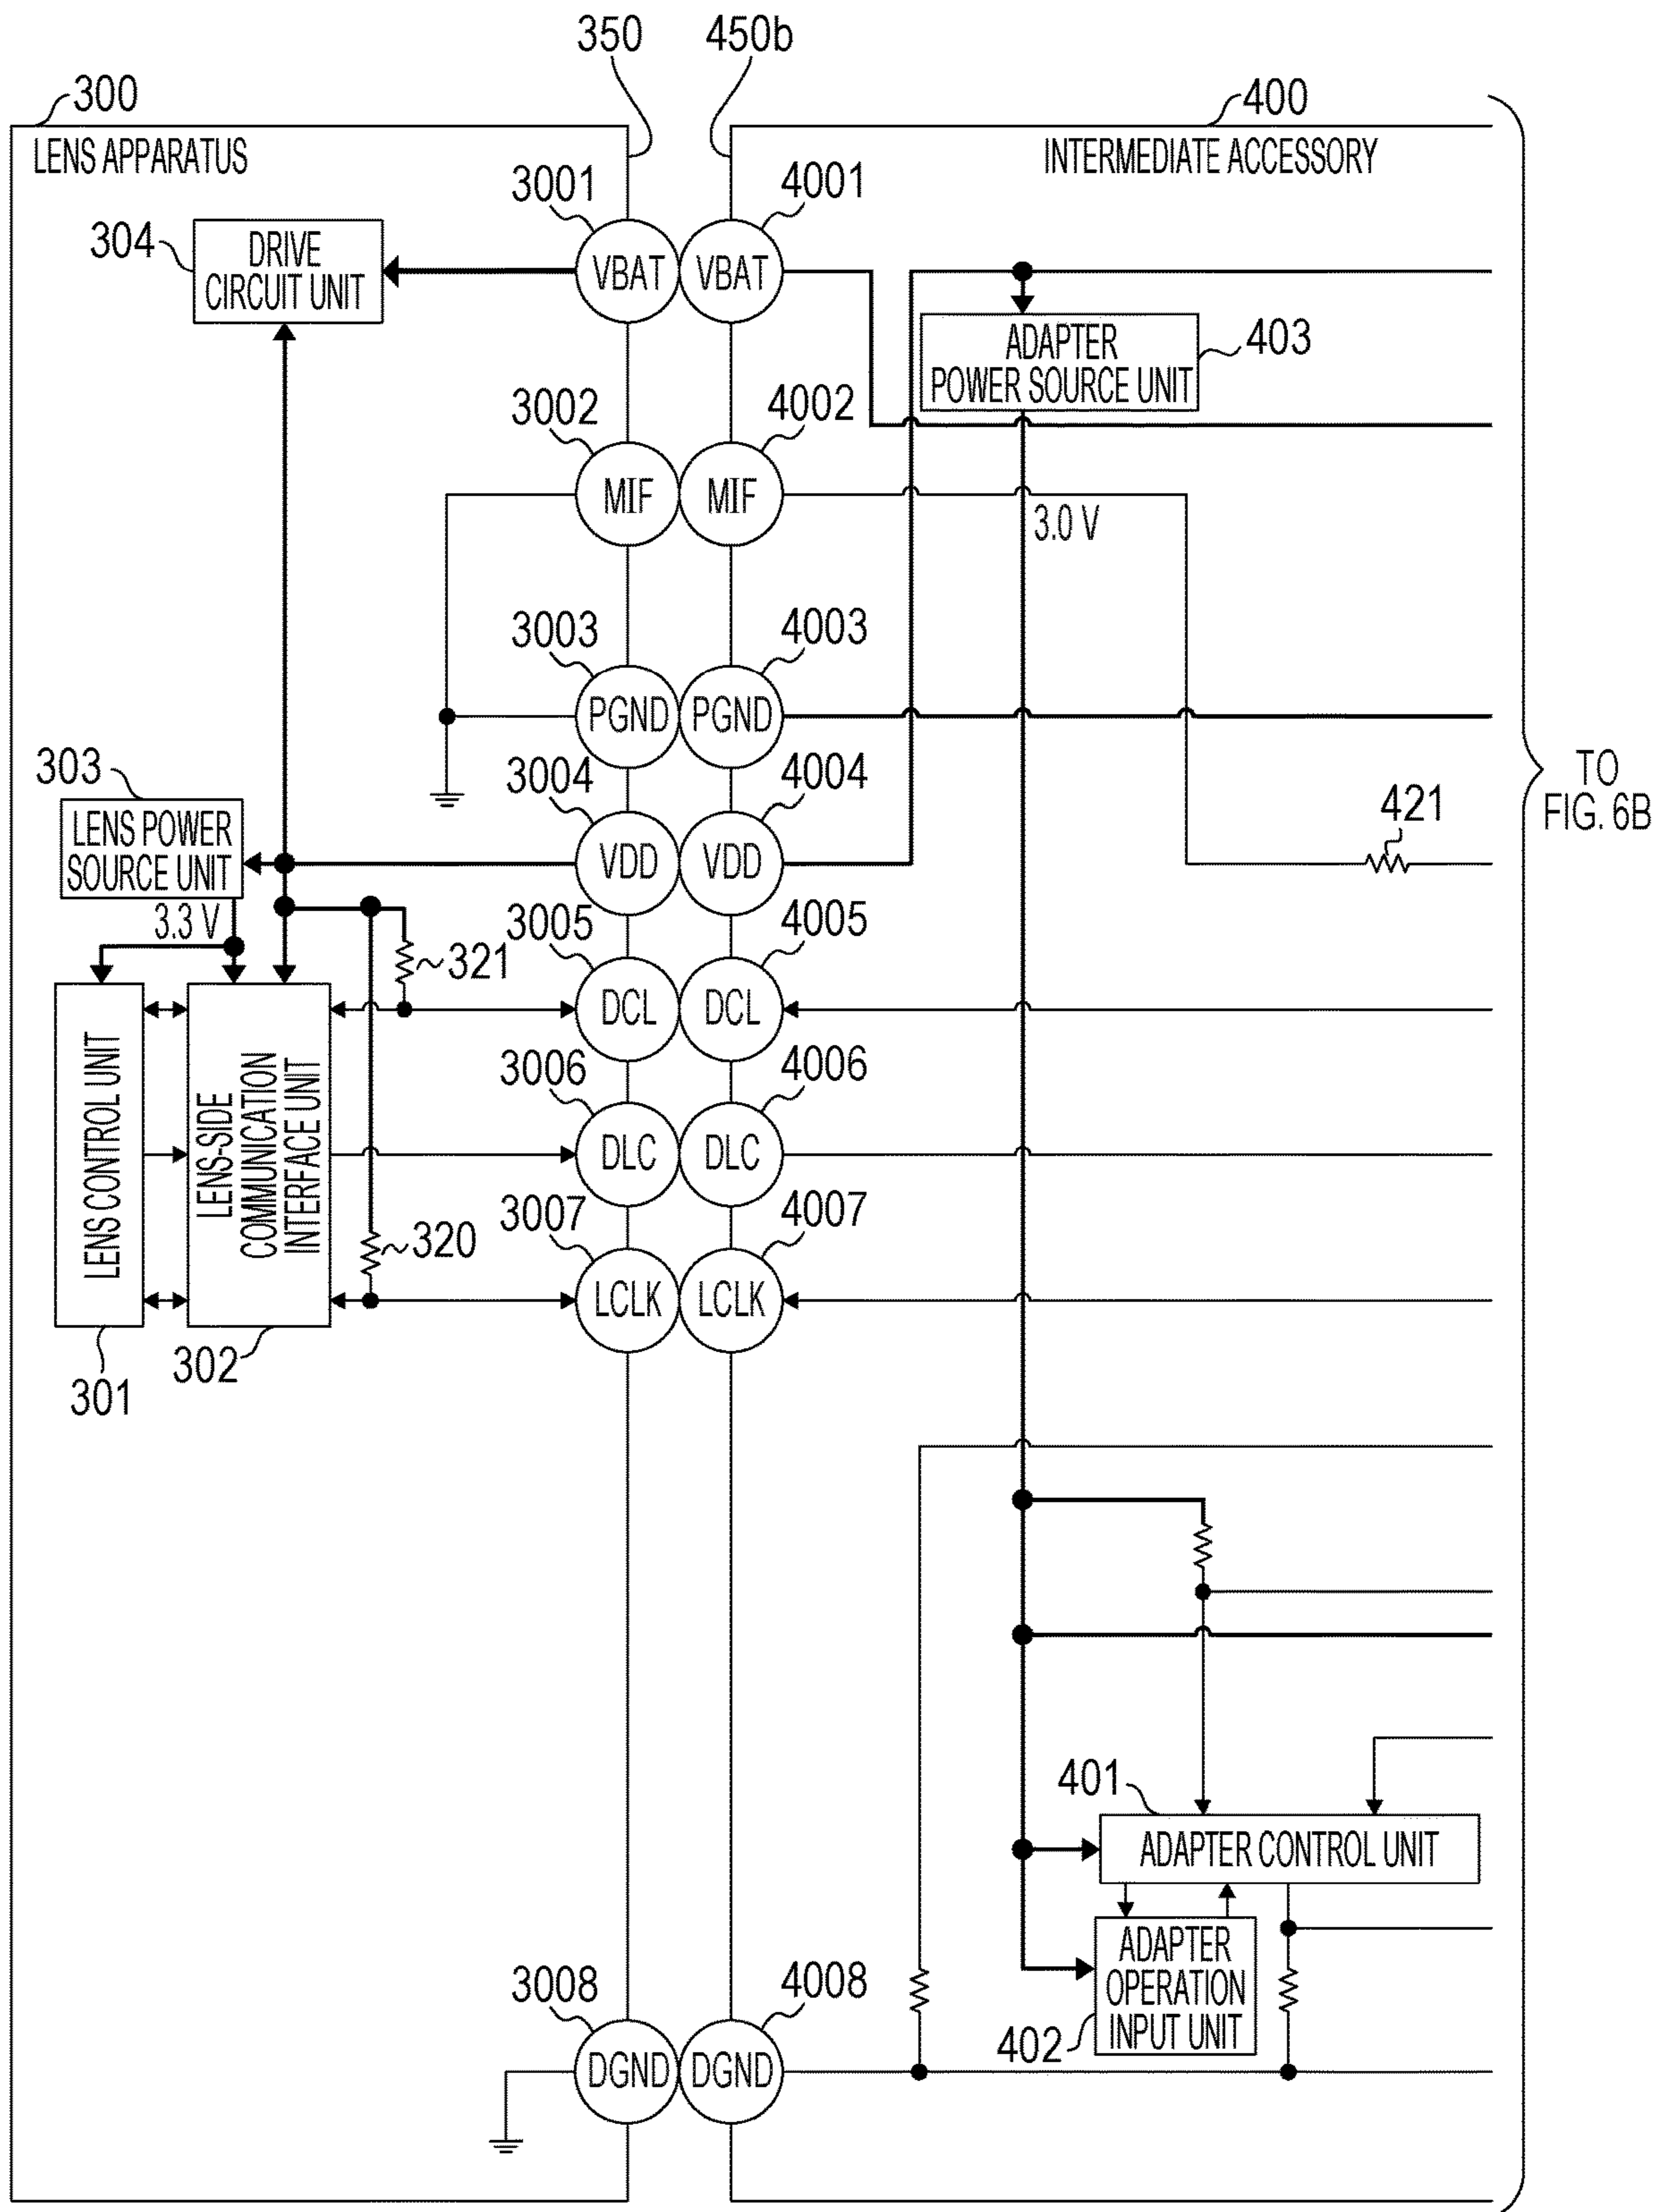 350
450b
300
400
LENS APPARATUS
INTERMEDIATE ACCESSORY
3001
4001
304
DRIVE
CIRCUIT UNIT
VBAT
VBAT
ADAPTER
POWER SOURCE UNIT
403
3002
4002
MIF
MIF
3.0 V
3003
4003
PGND
PGND
303
3004
4004
TO
FIG. 6B
421
LENS POWER
SOURCE UNIT
VDD
VDD
3.3 V
3005
4005
321
DCL
DCL
LENS CONTROL UNIT
LENS-SIDE
COMMUNICATION
INTERFACE UNIT
3006
4006
DLC
DLC
3007
4007
320
LCLK
LCLK
301
302
401
ADAPTER CONTROL UNIT
ADAPTER
OPERATION
INPUT UNIT
402
3008
4008
DGND
DGND